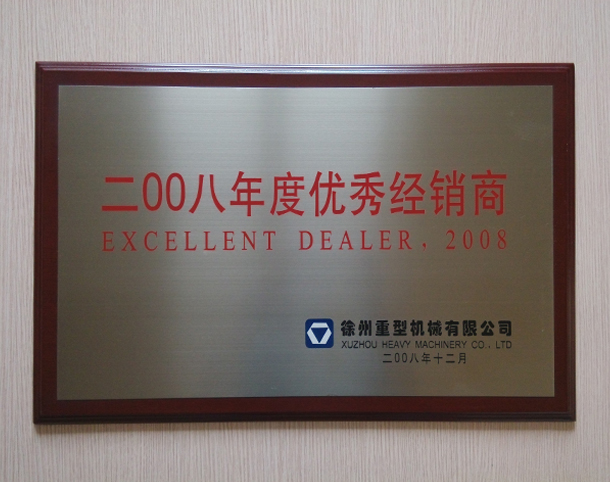 二00八年度优秀经销商
EXCELLENT DEALER, 2008
徐州重型机械有限公司
XUZHOU HEAVY MACHINERY CO., LTD
二00八年十二月